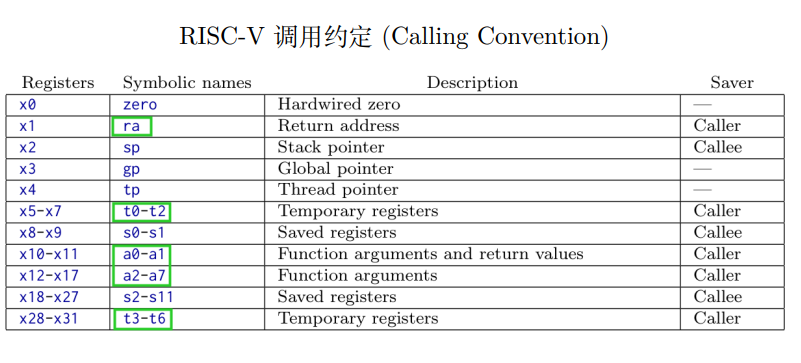 RISC-V 调用约定 (Calling Convention)
Registers Symbolic names Description Saver
x0 zero Hardwired zero —
x1 ra Return address Caller
x2 sp Stack pointer Callee
x3 gp Global pointer —
x4 tp Thread pointer —
x5-x7 t0-t2 Temporary registers Caller
x8-x9 s0-s1 Saved registers Callee
x10-x11 a0-a1 Function arguments and return values Caller
x12-x17 a2-a7 Function arguments Caller
x18-x27 s2-s11 Saved registers Callee
x28-x31 t3-t6 Temporary registers Caller